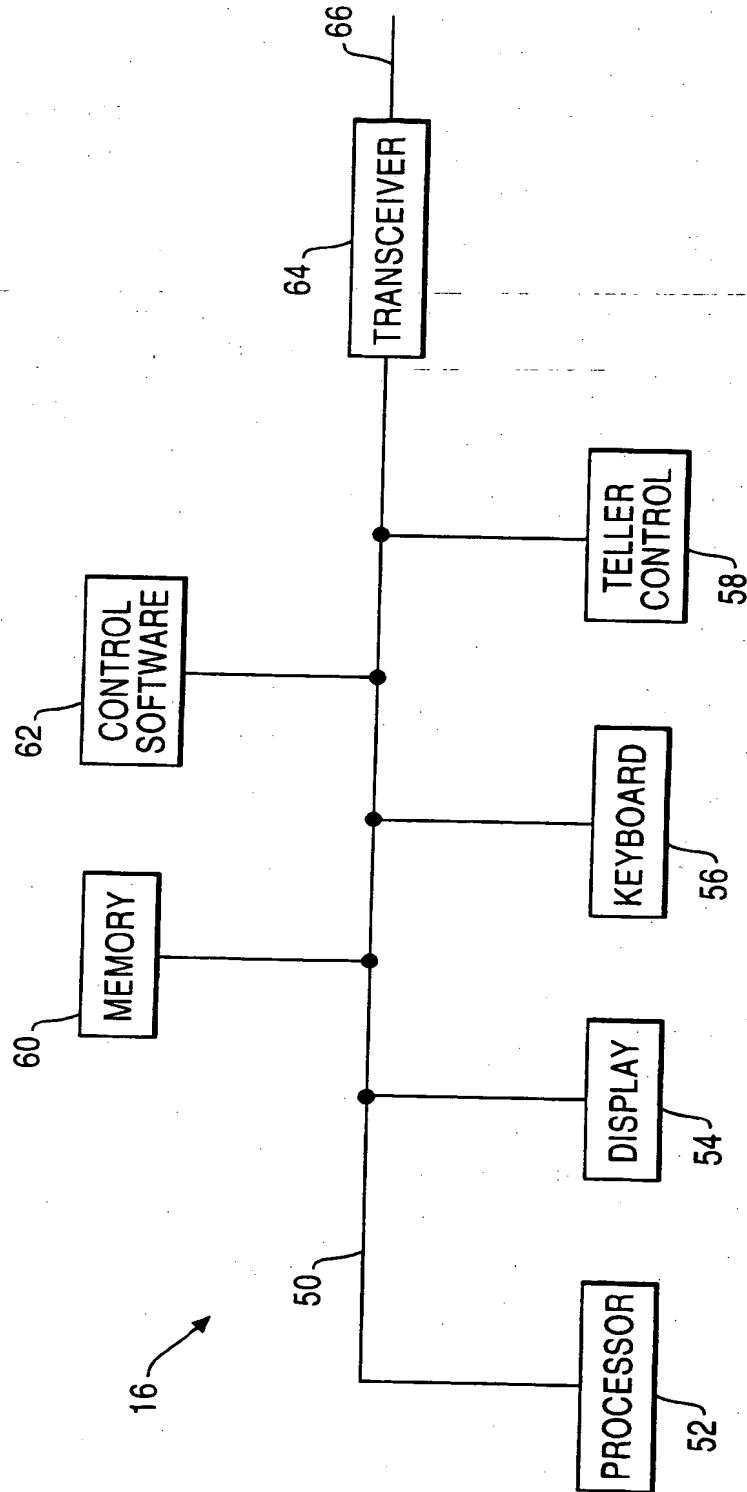 16
50
60
MEMORY
62
CONTROL
SOFTWARE
64
TRANSCEIVER
66
PROCESSOR
52
DISPLAY
54
KEYBOARD
56
TELLER
CONTROL
58